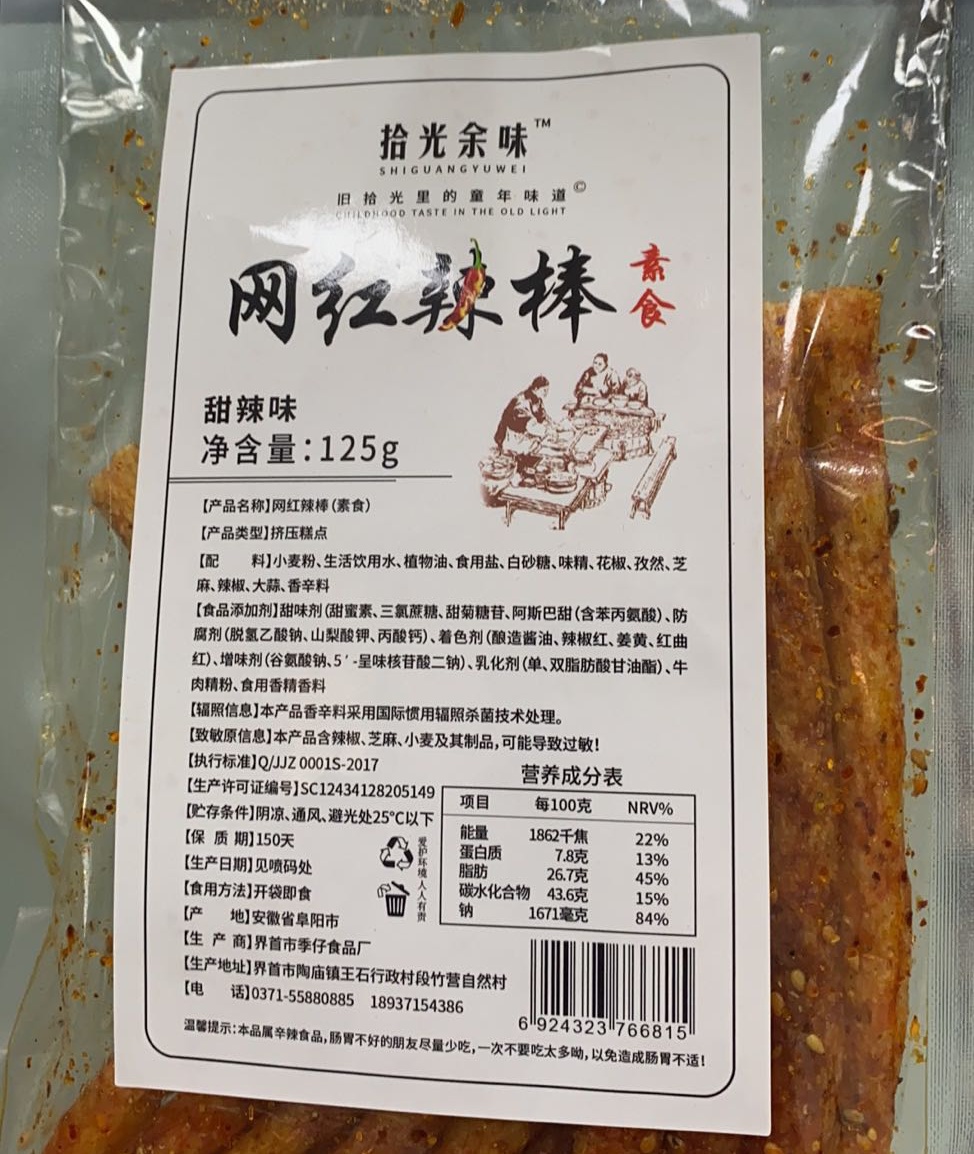 拾光余味™
SHIGUANGYUWEI
旧拾光里的童年味道©
CHILDHOOD TASTE IN THE OLD LIGHT
网红辣棒
素食
甜辣味
净含量:125g
【产品名称】网红辣棒(素食)
【产品类型】挤压糕点
【配 料】小麦粉、生活饮用水、植物油、食用盐、白砂糖、味精、花椒、孜然、芝
麻、辣椒、大蒜、香辛料
【食品添加剂】甜味剂(甜蜜素、三氯蔗糖、甜菊糖苷、阿斯巴甜(含苯丙氨酸)、防
腐剂(脱氢乙酸钠、山梨酸钾、丙酸钙)、着色剂(酿造酱油、辣椒红、姜黄、红曲
红)、增味剂(谷氨酸钠、5′-呈味核苷酸二钠)、乳化剂(单、双脂肪酸甘油酯)、牛
肉精粉、食用香精香料
【辐照信息】本产品香辛料采用国际惯用辐照杀菌技术处理。
【致敏原信息】本产品含辣椒、芝麻、小麦及其制品,可能导致过敏!
【执行标准】Q/JJZ 0001S-2017
【生产许可证编号】SC12434128205149
【贮存条件】阴凉、通风、避光处25℃以下
【保 质 期】150天
【生产日期】见喷码处
【食用方法】开袋即食
【产 地】安徽省阜阳市
【生 产 商】界首市季仔食品厂
【生产地址】界首市陶庙镇王石行政村段竹营自然村
【电 话】0371-55880885 18937154386
爱护环境人人有责
营养成分表
项目 每100克 NRV%
能量 1862千焦 22%
蛋白质 7.8克 13%
脂肪 26.7克 45%
碳水化合物 43.6克 15%
钠 1671毫克 84%
6 924323 766815
温馨提示:本品属辛辣食品,肠胃不好的朋友尽量少吃,一次不要吃太多呦,以免造成肠胃不适!